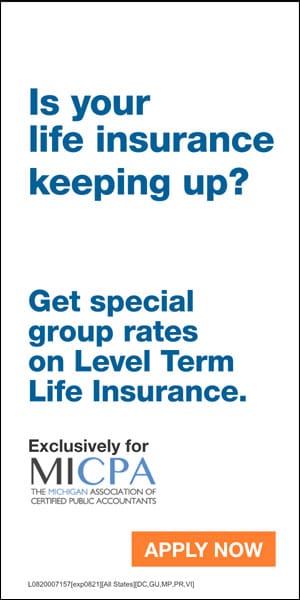 Is your
life insurance
keeping up?
Get special
group rates
on Level Term
Life Insurance.
Exclusively for
MICPA
THE MICHIGAN ASSOCIATION OF
CERTIFIED PUBLIC ACCOUNTANTS
APPLY NOW
L0820007157[exp0821][All States][DC,GU,MP,PR,VI]